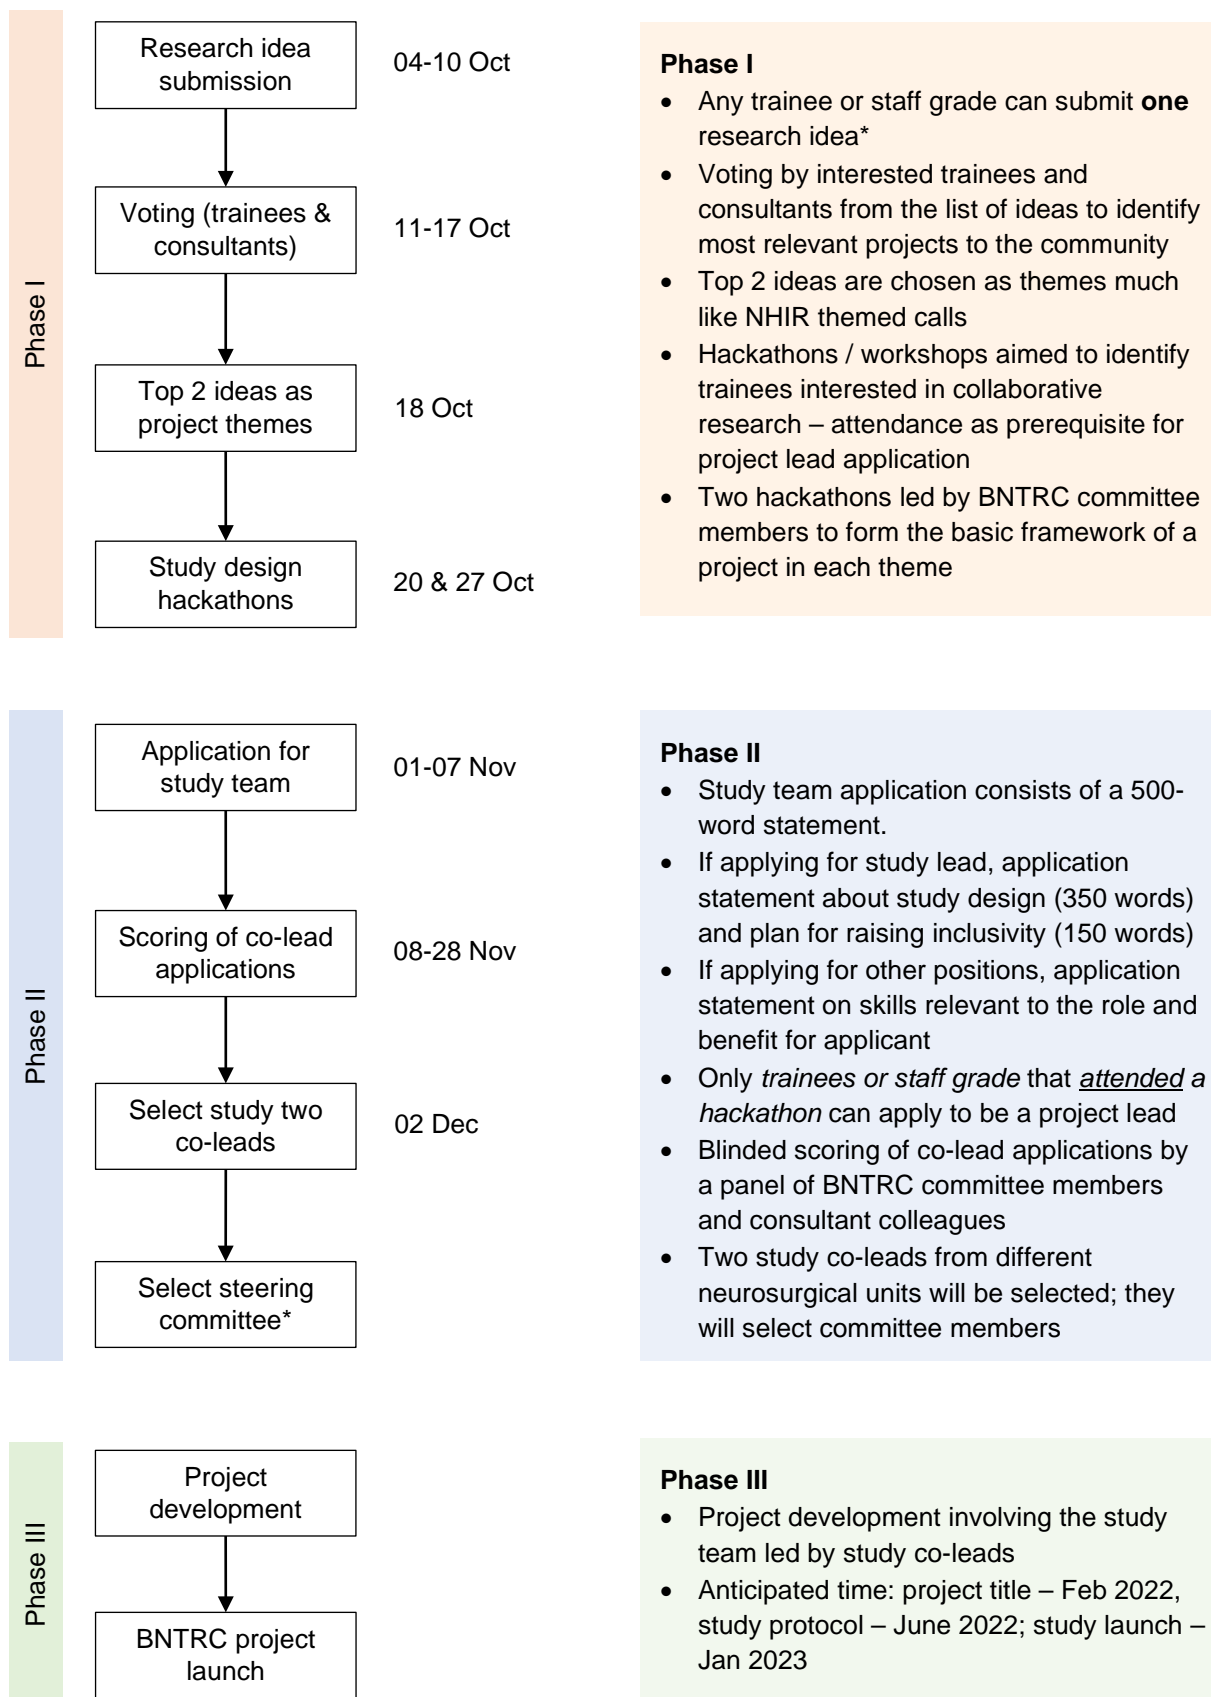 Phase I
Research idea
submission
04-10 Oct
Voting (trainees &
consultants)
11-17 Oct
Top 2 ideas as
project themes
18 Oct
Study design
hackathons
20 & 27 Oct
Phase I
• Any trainee or staff grade can submit one
research idea*
• Voting by interested trainees and
consultants from the list of ideas to identify
most relevant projects to the community
• Top 2 ideas are chosen as themes much
like NHIR themed calls
• Hackathons / workshops aimed to identify
trainees interested in collaborative
research – attendance as prerequisite for
project lead application
• Two hackathons led by BNTRC committee
members to form the basic framework of a
project in each theme
Phase II
Application for
study team
01-07 Nov
Scoring of co-lead
applications
08-28 Nov
Select study two
co-leads
02 Dec
Select steering
committee*
Phase II
• Study team application consists of a 500-
word statement.
• If applying for study lead, application
statement about study design (350 words)
and plan for raising inclusivity (150 words)
• If applying for other positions, application
statement on skills relevant to the role and
benefit for applicant
• Only trainees or staff grade that attended a
hackathon can apply to be a project lead
• Blinded scoring of co-lead applications by
a panel of BNTRC committee members
and consultant colleagues
• Two study co-leads from different
neurosurgical units will be selected; they
will select committee members
Phase III
Project
development
BNTRC project
launch
Phase III
• Project development involving the study
team led by study co-leads
• Anticipated time: project title – Feb 2022,
study protocol – June 2022; study launch –
Jan 2023